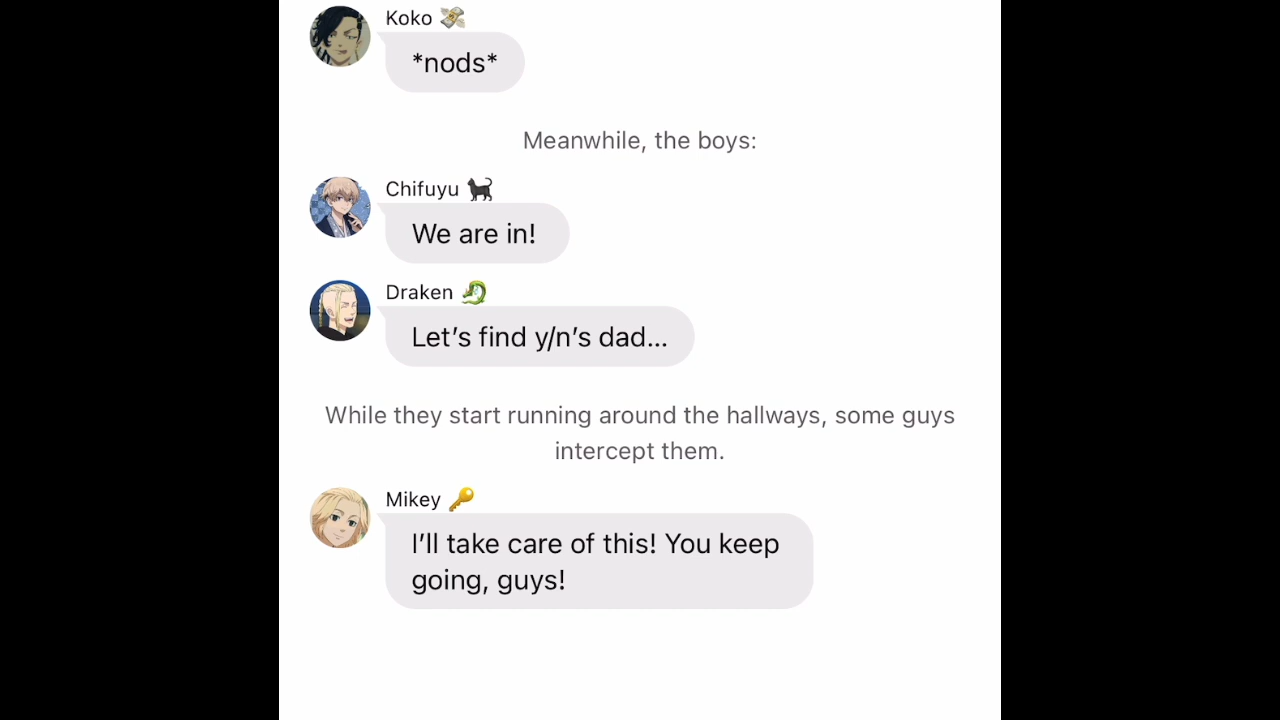 Koko 💸
*nods*
Meanwhile, the boys:
Chifuyu 🐈‍⬛
We are in!
Draken 🐉
Let’s find y/n’s dad...
While they start running around the hallways, some guys
intercept them.
Mikey 🔑
I’ll take care of this! You keep
going, guys!